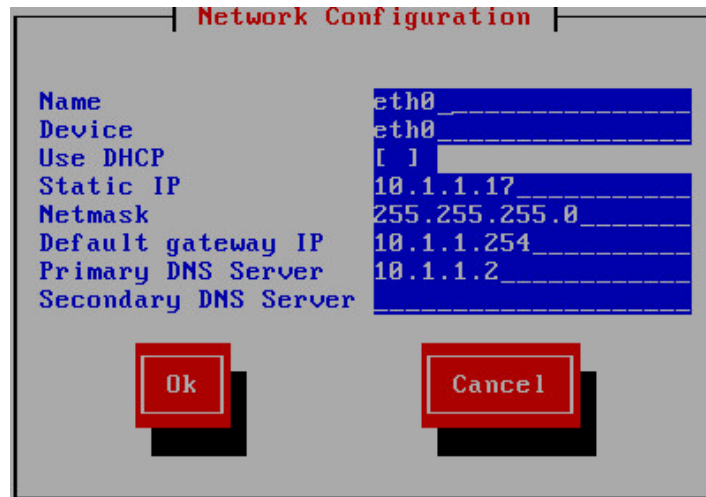 Network Configuration
Name eth0_
Device eth0
Use DHCP [ ]
Static IP 10.1.1.17
Netmask 255.255.255.0
Default gateway IP 10.1.1.254
Primary DNS Server 10.1.1.2
Secondary DNS Server
Ok Cancel